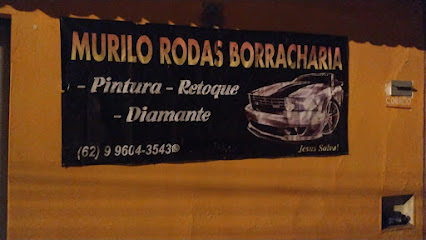 MURILO RODAS BORRACHARIA
- Pintura - Retoque
- Diamante
(62) 9 9604-3543
Jesus Salva!